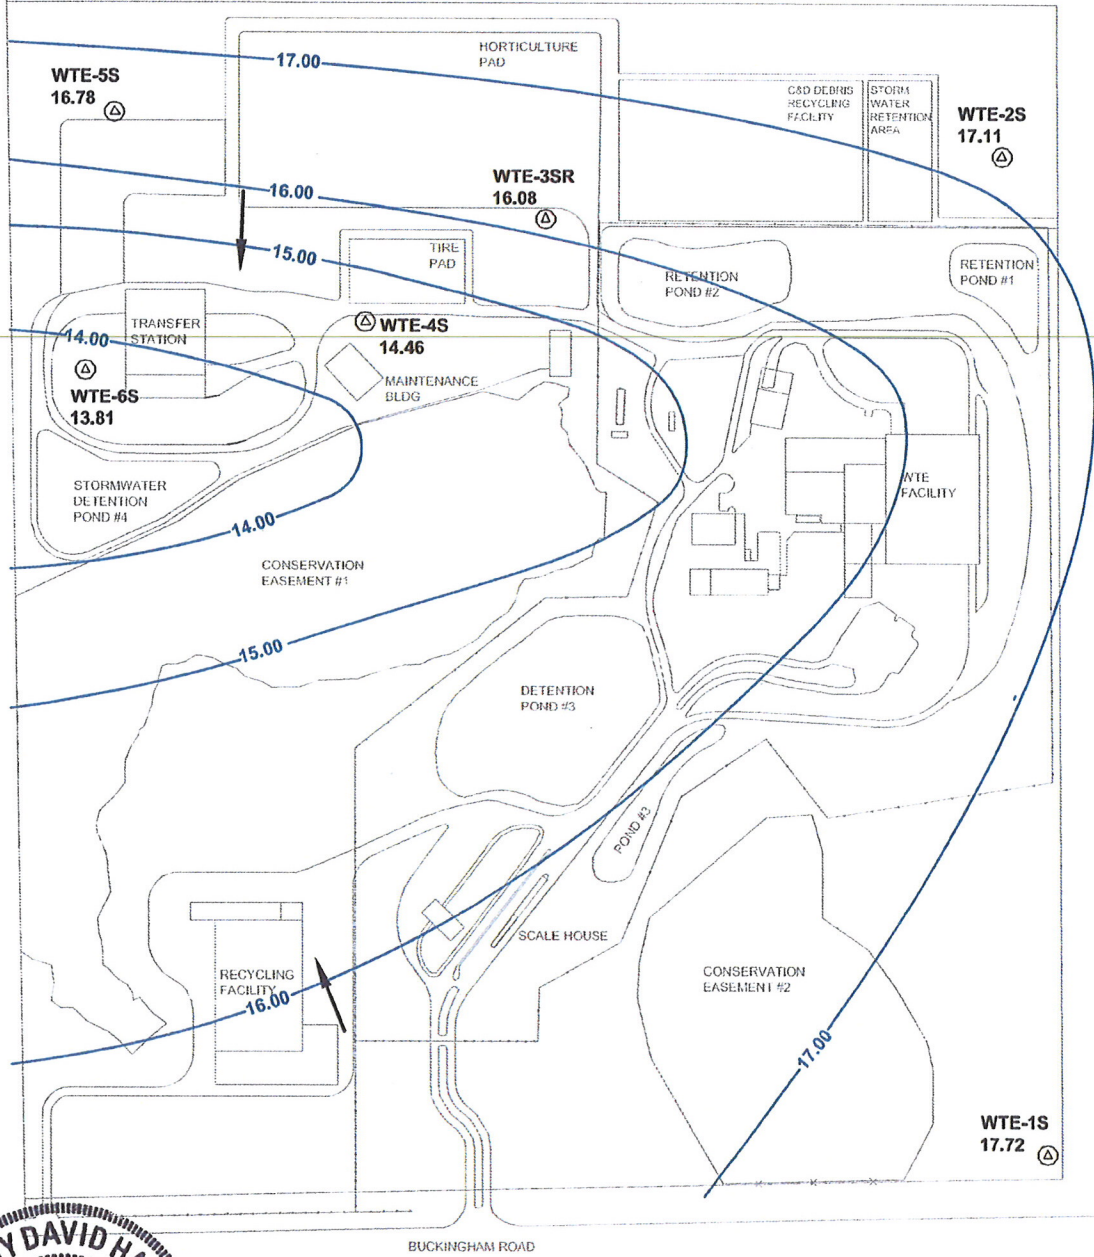 HORTICULTURE
PAD
17.00
WTE-5S
16.78
C&D DEBRIS
RECYCLING
FACILITY
STORM
WATER
RETENTION
AREA
WTE-2S
17.11
WTE-3SR
16.08
16.00
15.00
TIRE
PAD
RETENTION
POND #2
RETENTION
POND #1
TRANSFER
STATION
14.00
WTE-4S
14.46
WTE-6S
13.81
MAINTENANCE
BLDG
STORMWATER
DETENTION
POND #4
WTE
FACILITY
14.00
CONSERVATION
EASEMENT #1
15.00
DETENTION
POND #3
POND #3
SCALE HOUSE
RECYCLING
FACILITY
16.00
CONSERVATION
EASEMENT #2
17.00
WTE-1S
17.72
Y DAVID HA
BUCKINGHAM ROAD